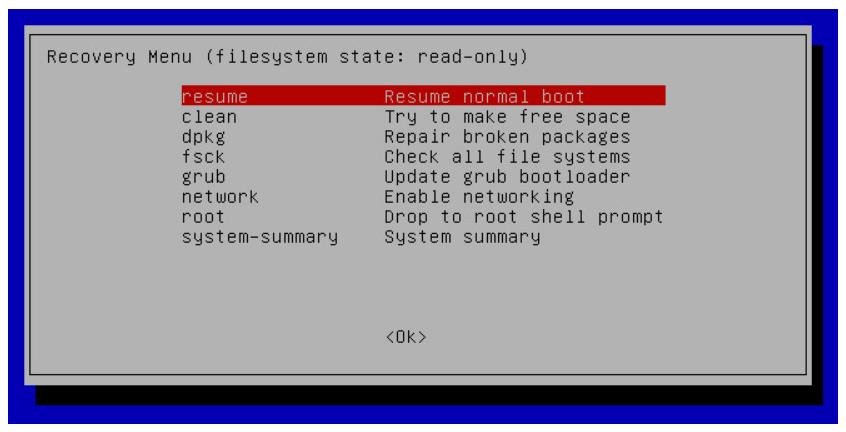 Recovery Menu (filesystem state: read-only)
resume Resume normal boot
clean Try to make free space
dpkg Repair broken packages
fsck Check all file systems
grub Update grub bootloader
network Enable networking
root Drop to root shell prompt
system-summary System summary
<Ok>